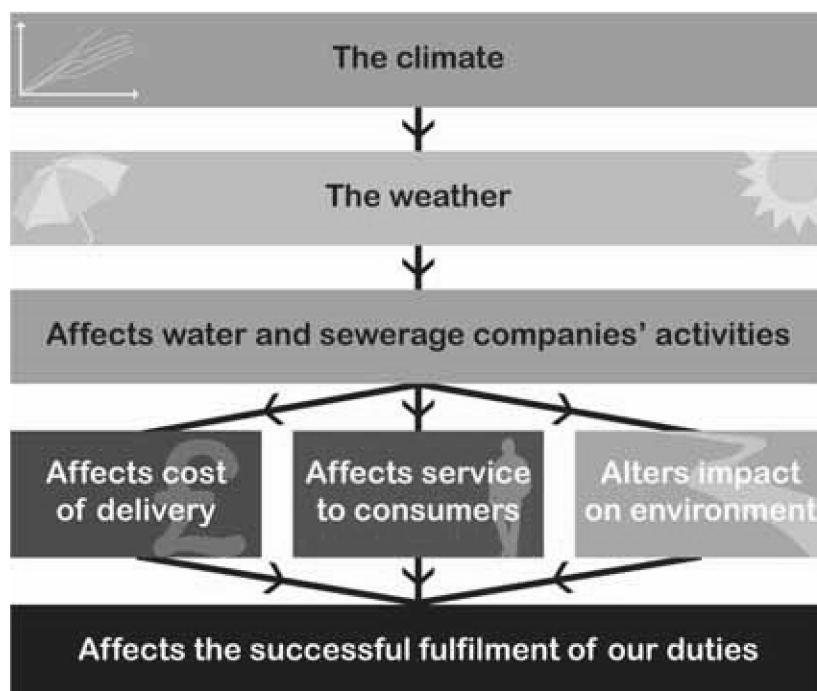 The climate
The weather
Affects water and sewerage companies’ activities
Affects cost
of delivery
Affects service
to consumers
Alters impact
on environment
Affects the successful fulfilment of our duties